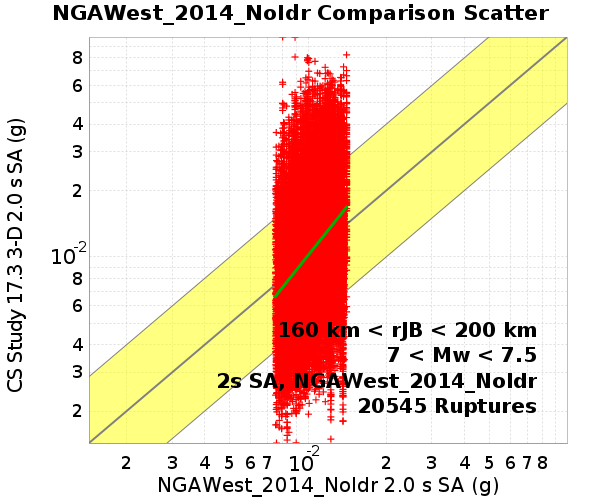 NGAWest_2014_NoIdr Comparison Scatter
CS Study 17.3 3-D 2.0 s SA (g)
8
6
4
3
2
10-2
8
6
4
3
2
160 km < rJB < 200 km
7 < Mw < 7.5
2s SA, NGAWest_2014_NoIdr
20545 Ruptures
2 3 4 5 6 7 10-2 2 3 4 5 6 7 8
NGAWest_2014_NoIdr 2.0 s SA (g)